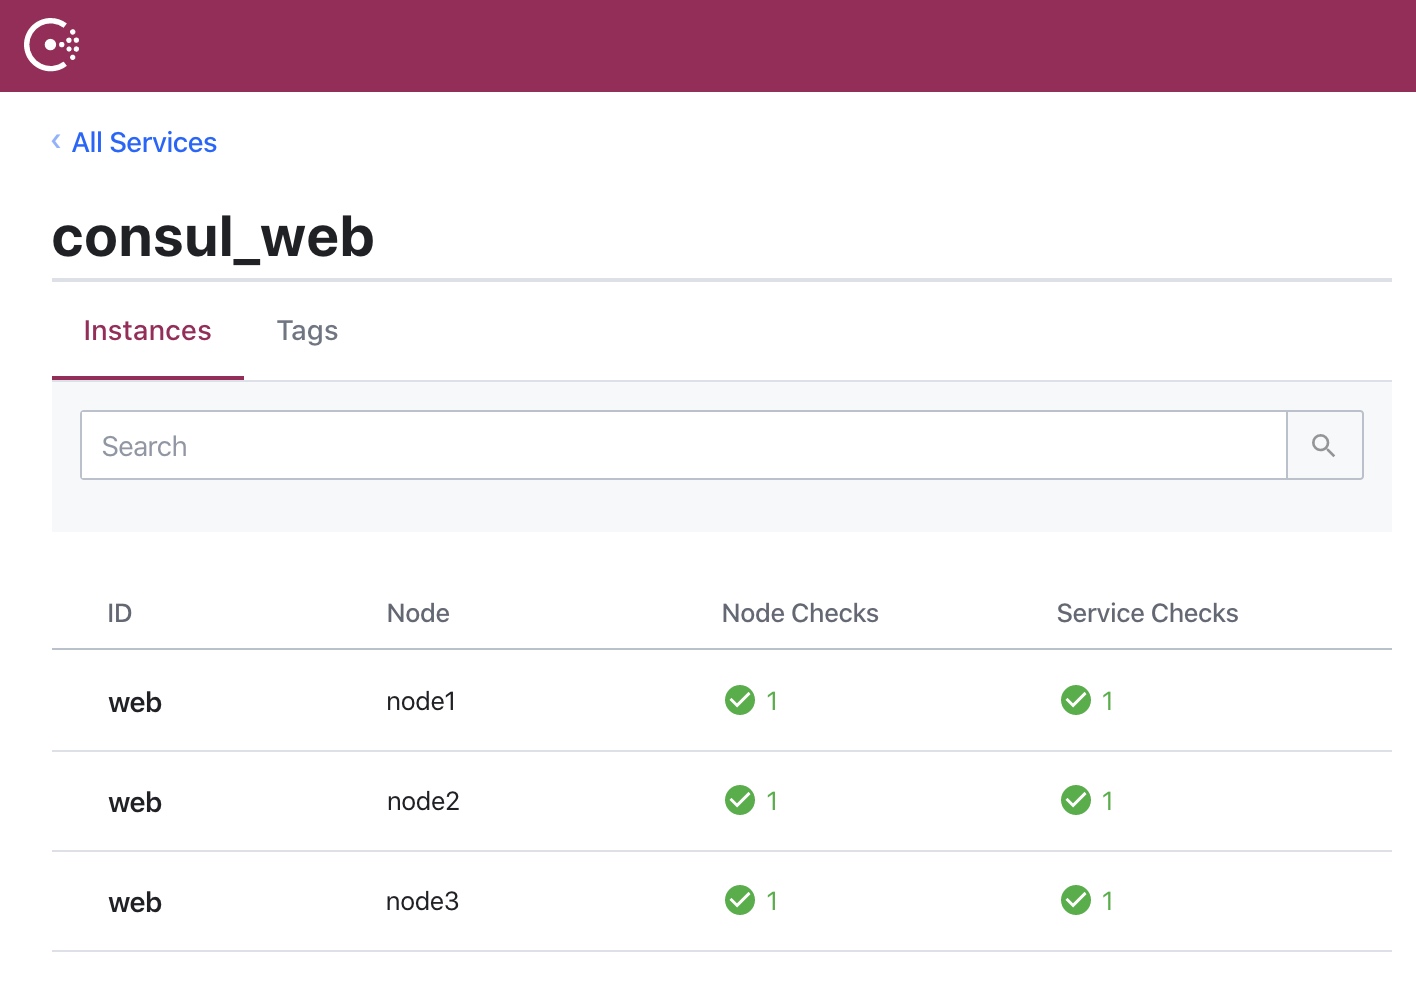 All Services
consul_web
Instances Tags
Search
ID Node Node Checks Service Checks
web node1 1 1
web node2 1 1
web node3 1 1